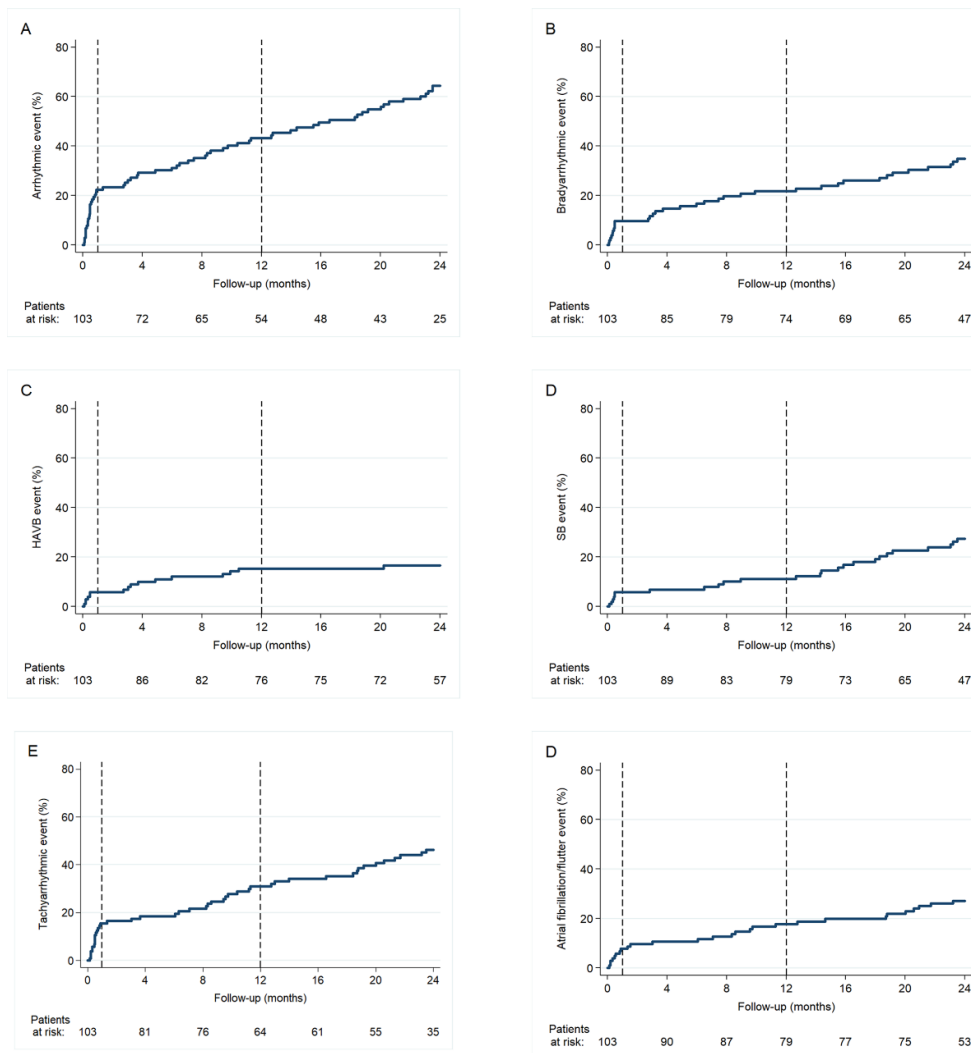 A
Arrhythmic event (%)
80
60
40
20
0
0 4 8 12 16 20 24
Follow-up (months)
Patients
at risk: 103 72 65 54 48 43 25
B
Bradyarrhythmic event (%)
80
60
40
20
0
0 4 8 12 16 20 24
Follow-up (months)
Patients
at risk: 103 85 79 74 69 65 47
C
HAVB event (%)
80
60
40
20
0
0 4 8 12 16 20 24
Follow-up (months)
Patients
at risk: 103 86 82 76 75 72 57
D
SB event (%)
80
60
40
20
0
0 4 8 12 16 20 24
Follow-up (months)
Patients
at risk: 103 89 83 79 73 65 47
E
Tachyarrhythmic event (%)
80
60
40
20
0
0 4 8 12 16 20 24
Follow-up (months)
Patients
at risk: 103 81 76 64 61 55 35
D
Atrial fibrillation/flutter event (%)
80
60
40
20
0
0 4 8 12 16 20 24
Follow-up (months)
Patients
at risk: 103 90 87 79 77 75 53